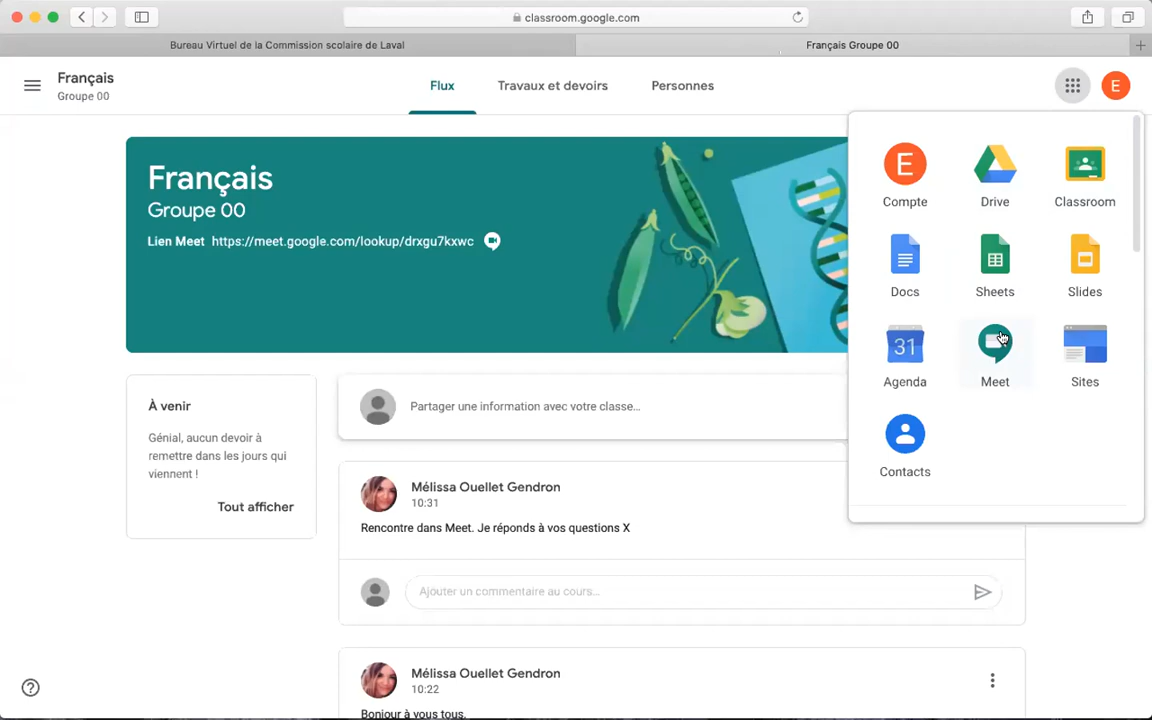 classroom.google.com
Bureau Virtuel de la Commission scolaire de Laval
Français Groupe 00
Français
Groupe 00
Flux
Travaux et devoirs
Personnes
E
Français
Groupe 00
Lien Meet https://meet.google.com/lookup/drxgu7kxwc
E
Compte
Drive
Classroom
Docs
Sheets
Slides
31
Agenda
Meet
Sites
Contacts
À venir
Génial, aucun devoir à
remettre dans les jours qui
viennent !
Tout afficher
Partager une information avec votre classe…
Mélissa Ouellet Gendron
10:31
Rencontre dans Meet. Je réponds à vos questions X
Ajouter un commentaire au cours…
Mélissa Ouellet Gendron
10:22
Bonjour à vous tous,